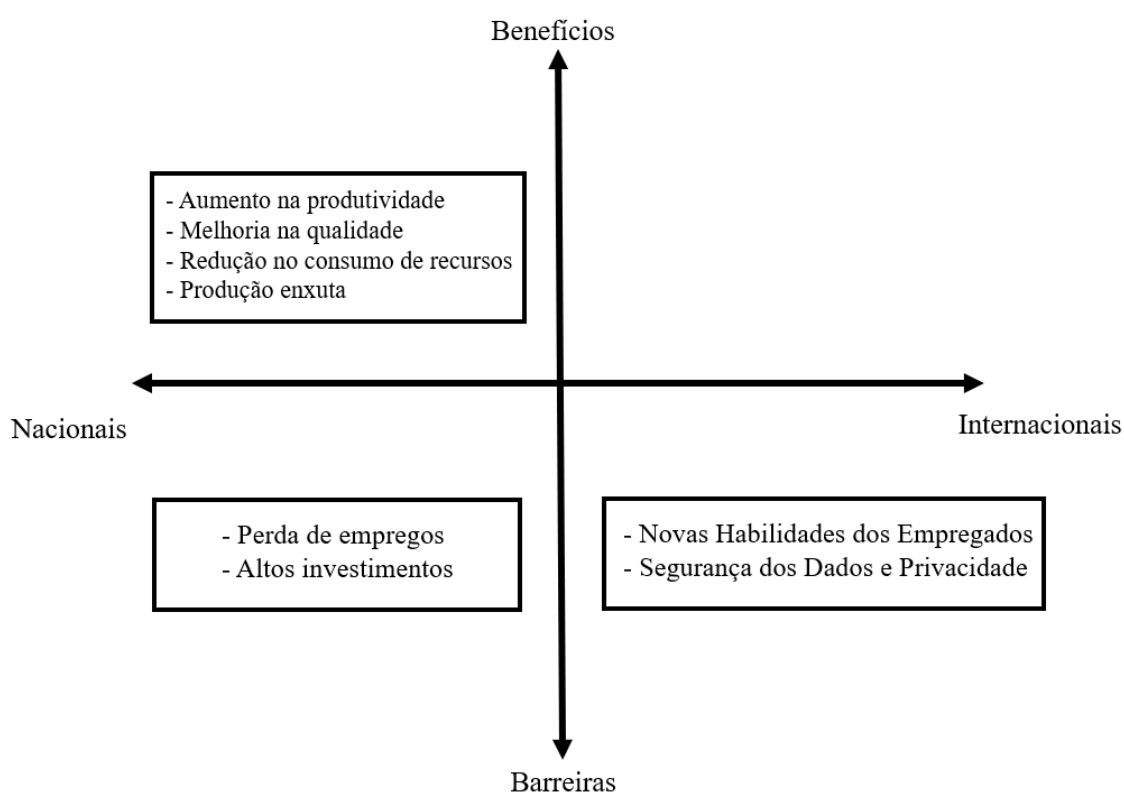 Benefícios
- Aumento na produtividade
- Melhoria na qualidade
- Redução no consumo de recursos
- Produção enxuta
Nacionais
Internacionais
- Perda de empregos
- Altos investimentos
- Novas Habilidades dos Empregados
- Segurança dos Dados e Privacidade
Barreiras